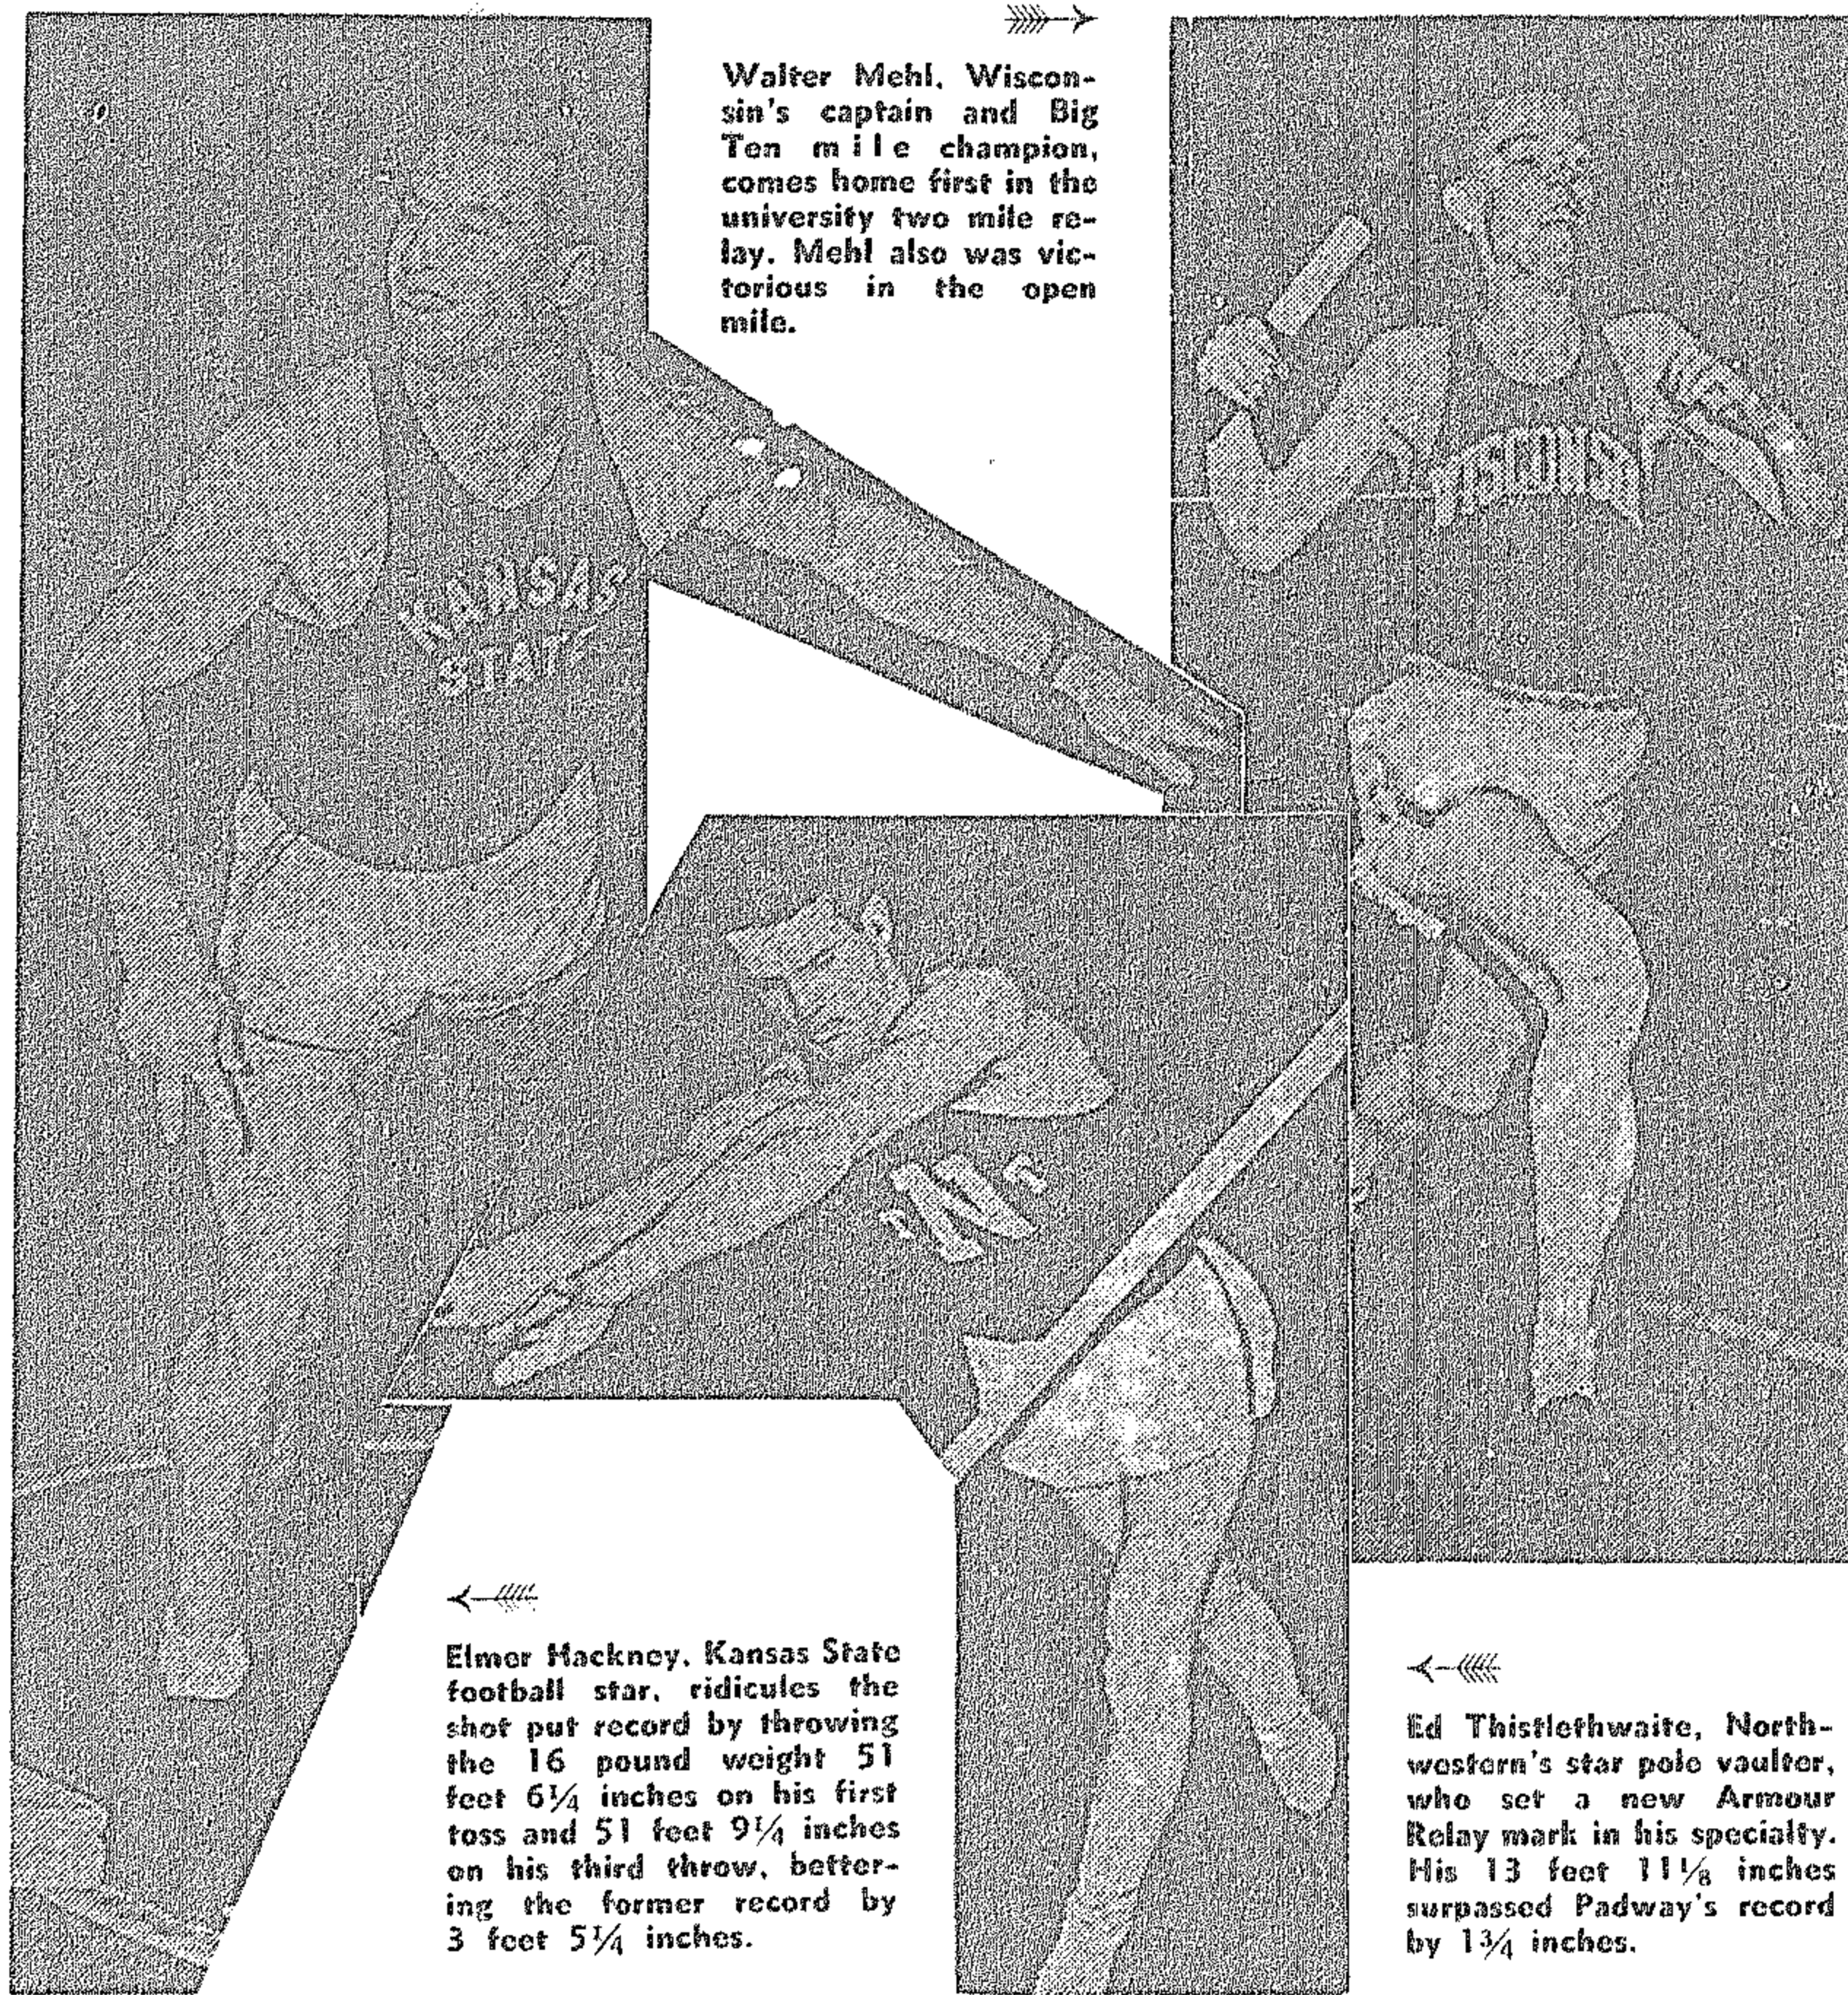 Walter Mehl, Wiscon-
sin's captain and Big
Ten mile champion,
comes home first in the
university two mile re-
lay. Mehl also was vic-
torious in the open
mile.
KANSAS
STATE
WISCONSI
Elmer Hackney, Kansas State
football star, ridicules the
shot put record by throwing
the 16 pound weight 51
feet 6¼ inches on his first
toss and 51 feet 9¼ inches
on his third throw, better-
ing the former record by
3 feet 5¼ inches.
Ed Thistlethwaite, North-
western's star pole vaulter,
who set a new Armour
Relay mark in his specialty.
His 13 feet 11⅛ inches
surpassed Padway's record
by 1¾ inches.